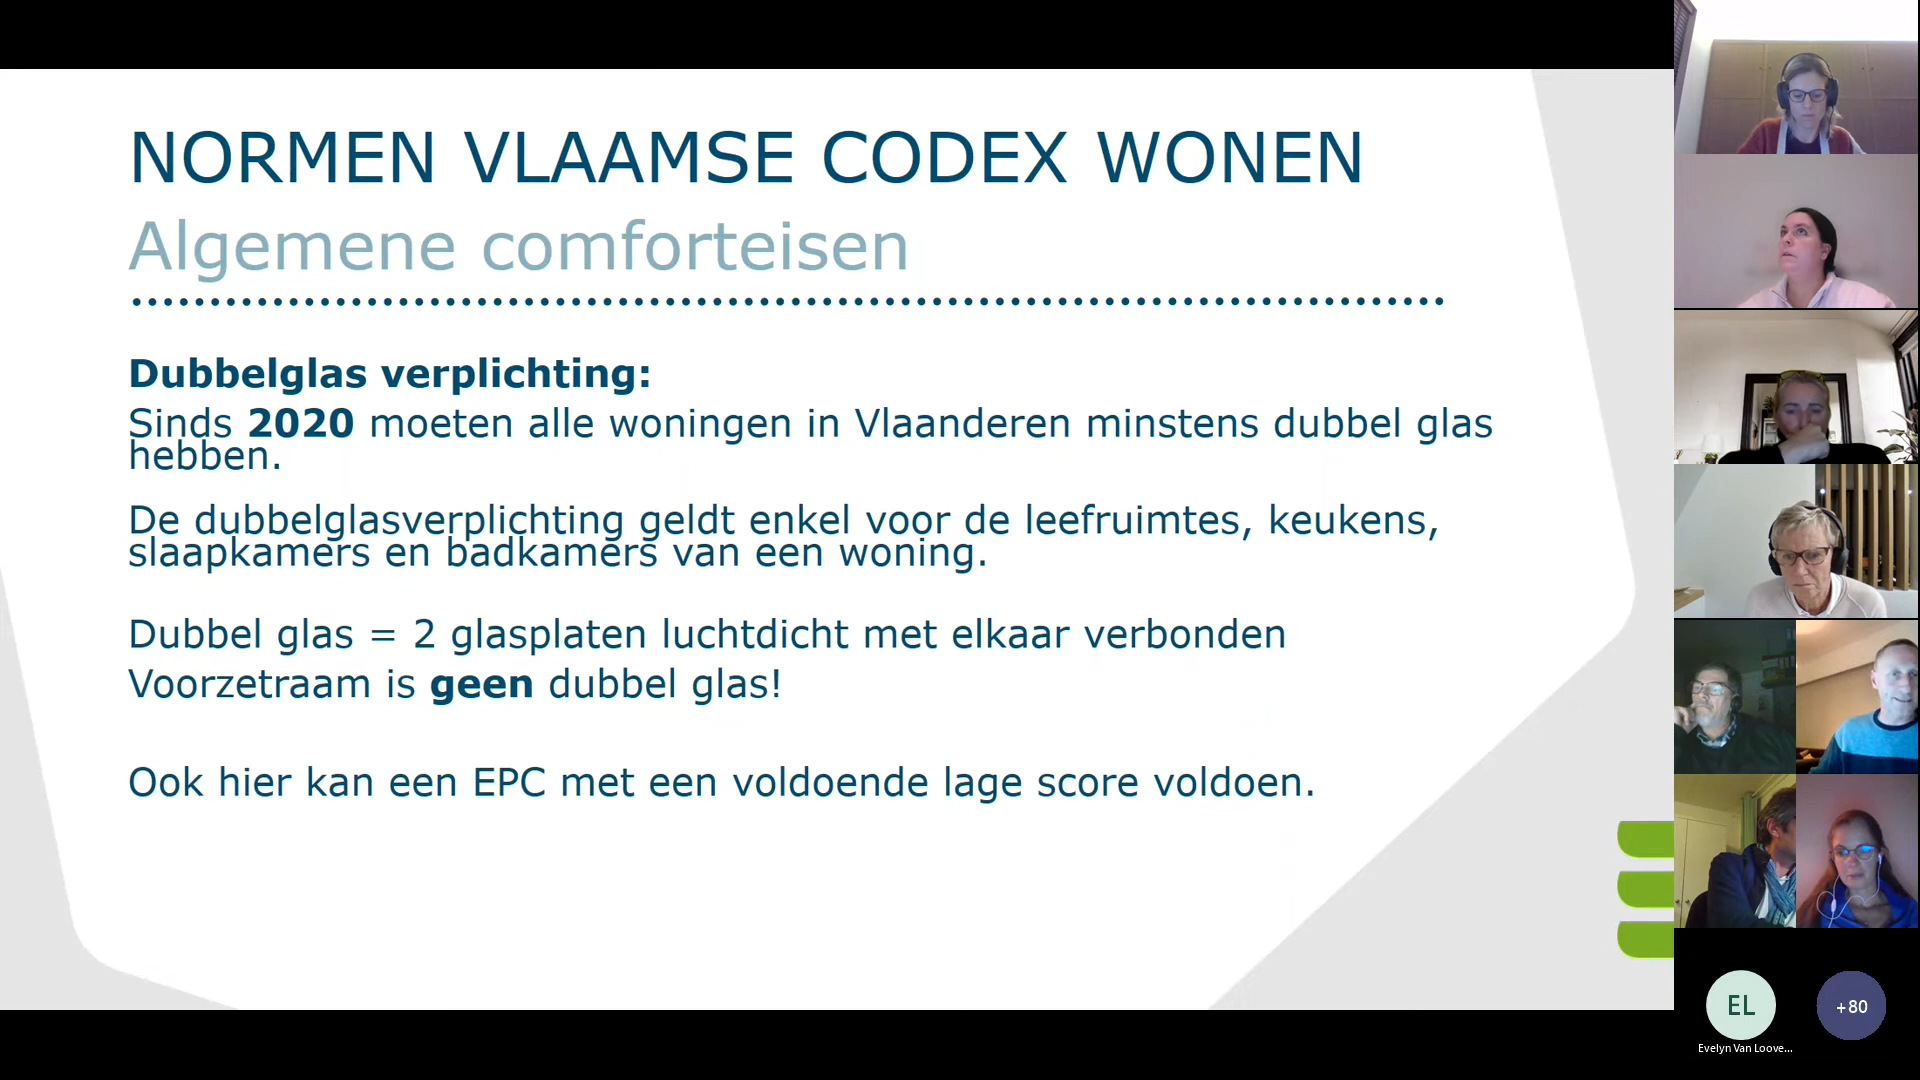 NORMEN VLAAMSE CODEX WONEN
Algemene comforteisen
Dubbelglas verplichting:
Sinds 2020 moeten alle woningen in Vlaanderen minstens dubbel glas
hebben.
De dubbelglasverplichting geldt enkel voor de leefruimtes, keukens,
slaapkamers en badkamers van een woning.
Dubbel glas = 2 glasplaten luchtdicht met elkaar verbonden
Voorzetraam is geen dubbel glas!
Ook hier kan een EPC met een voldoende lage score voldoen.
EL
+80
Evelyn Van Loove...